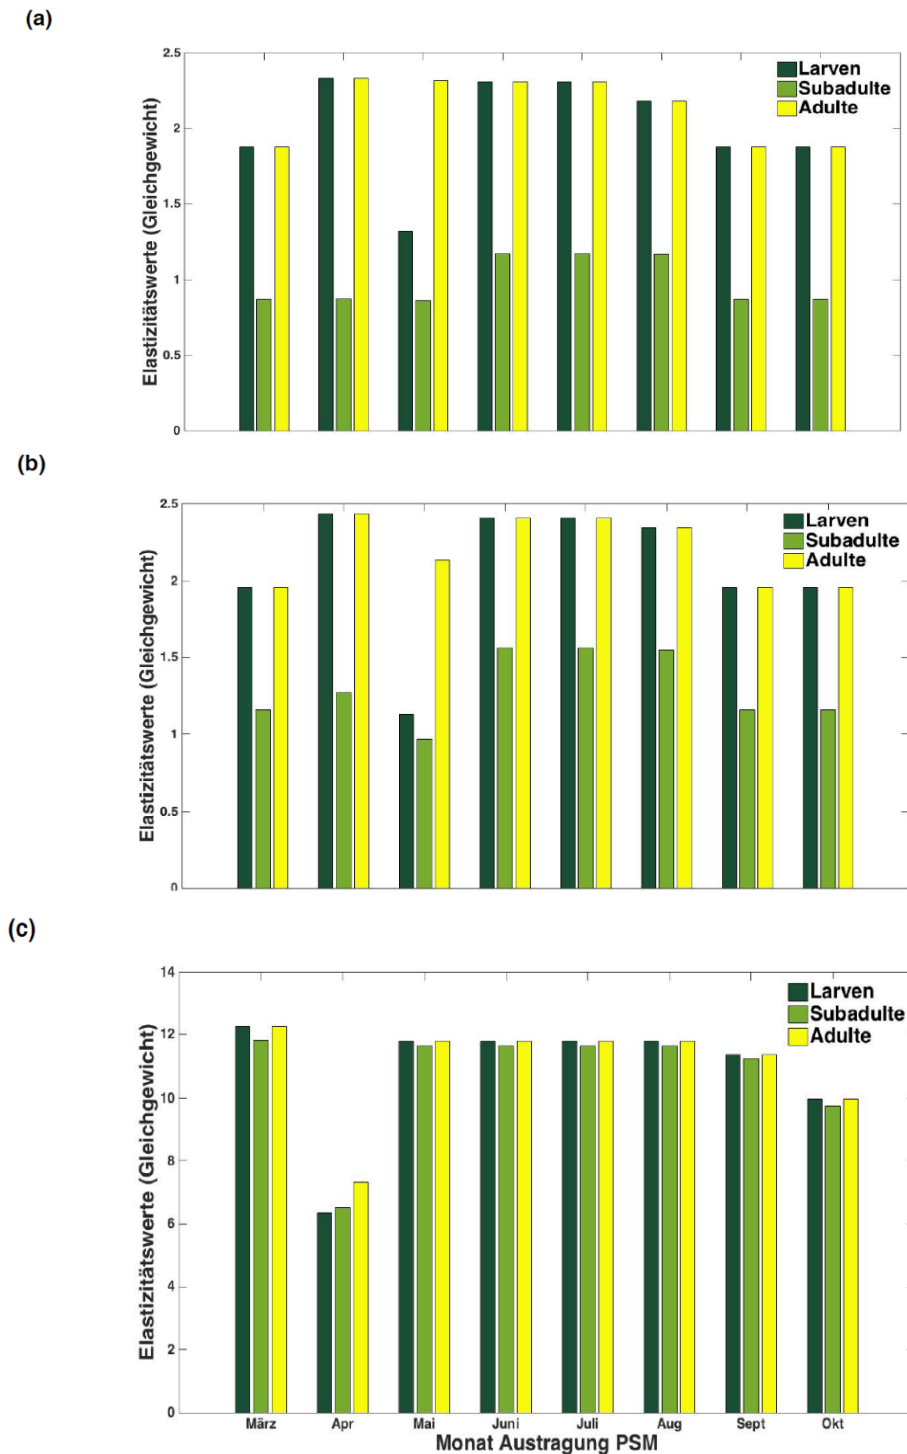 (a)
2.5
2
1.5
1
0.5
0
Elastizitätswerte (Gleichgewicht)
Larven
Subadulte
Adulte
(b)
2.5
2
1.5
1
0.5
0
Elastizitätswerte (Gleichgewicht)
Larven
Subadulte
Adulte
(c)
14
12
10
8
6
4
2
0
Elastizitätswerte (Gleichgewicht)
Larven
Subadulte
Adulte
März Apr Mai Juni Juli Aug Sept Okt
Monat Austragung PSM